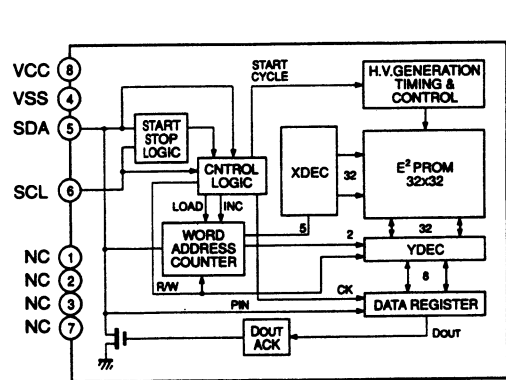 VCC 8
VSS 4
SDA 5
SCL 6
NC 1
NC 2
NC 3
NC 7
START
CYCLE
H.V.GENERATION
TIMING &
CONTROL
START
STOP
LOGIC
CNTROL
LOGIC
XDEC
32
E² PROM
32x32
LOAD
INC
WORD
ADDRESS
COUNTER
5
2
32
YDEC
R/W
CK
8
PIN
DATA REGISTER
DOUT
ACK
DOUT